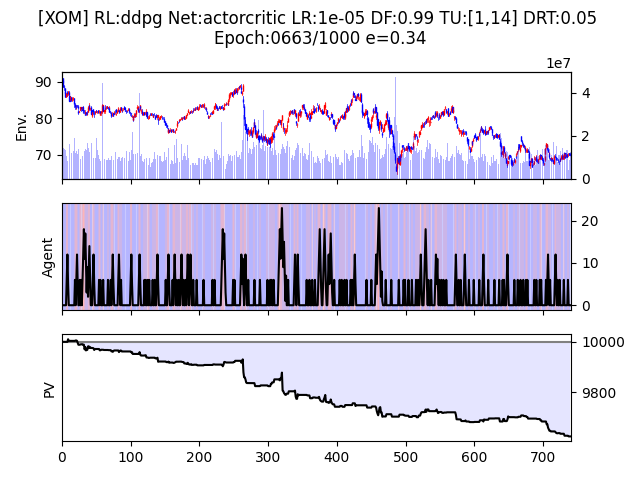 [XOM] RL:ddpg Net:actorcritic LR:1e-05 DF:0.99 TU:[1,14] DRT:0.05
Epoch:0663/1000 e=0.34
1e7
90
80
70
Env.
4
2
0
Agent
20
10
0
PV
10000
9800
0 100 200 300 400 500 600 700